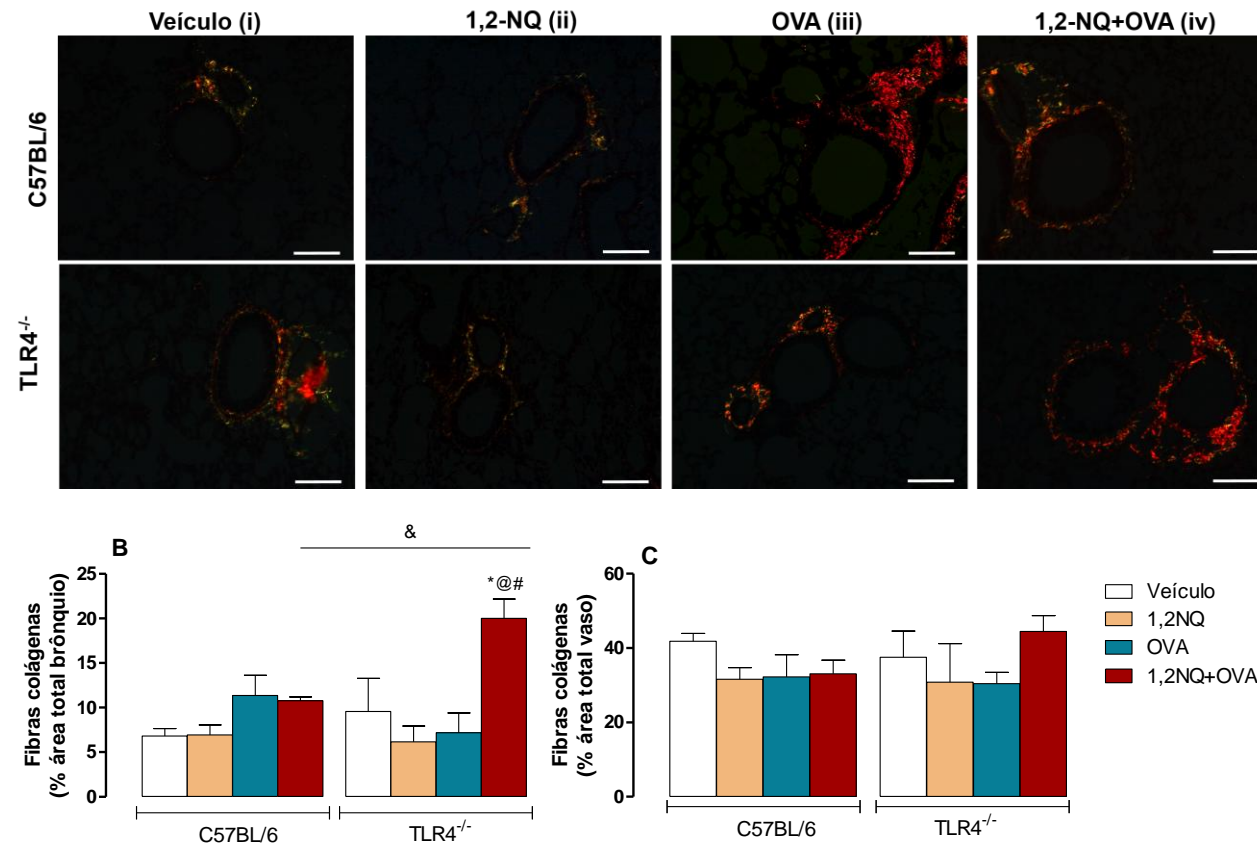 Veículo (i) 1,2-NQ (ii) OVA (iii) 1,2-NQ+OVA (iv)
C57BL/6
TLR4-/-
B
&
*@#
Fibras colágenas
(% área total brônquio)
25
20
15
10
5
0
C57BL/6 TLR4-/-
C
Fibras colágenas
(% área total vaso)
60
40
20
0
C57BL/6 TLR4-/-
Veículo
1,2NQ
OVA
1,2NQ+OVA